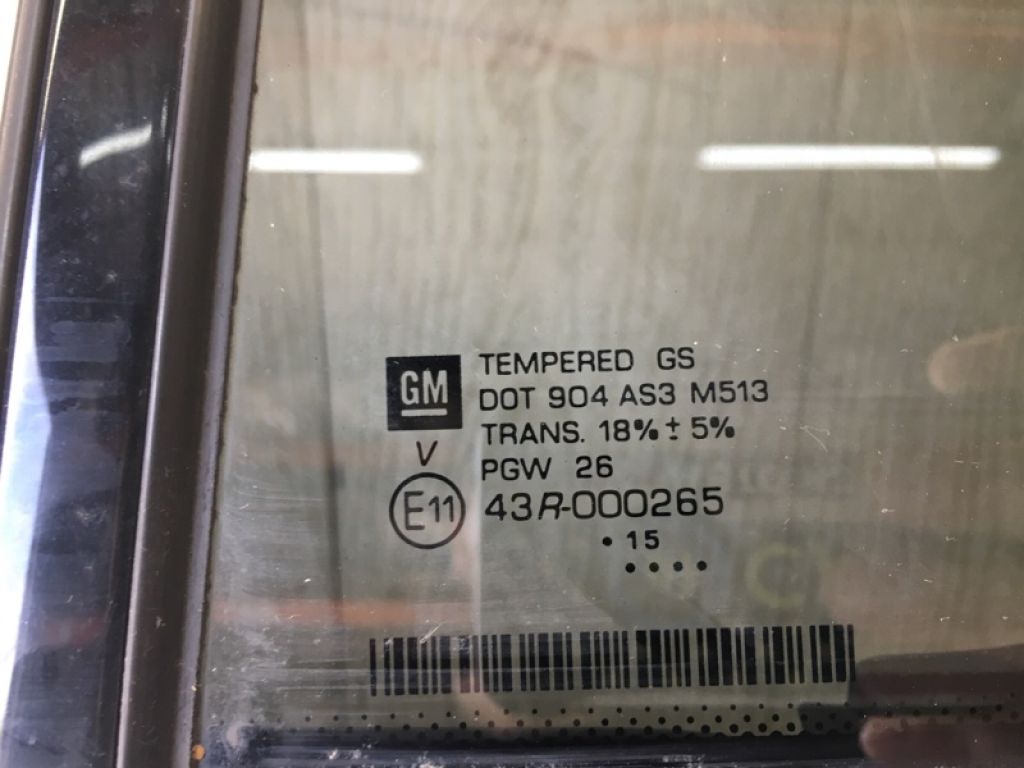 GM
TEMPERED GS
DOT 904 AS3 M513
TRANS. 18% ± 5%
V
PGW 26
E11
43R-000265
• 15
• • • •